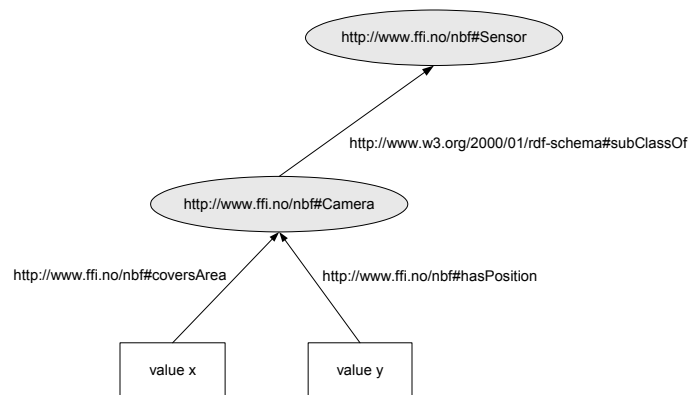 http://www.ffi.no/nbf#Sensor
http://www.w3.org/2000/01/rdf-schema#subClassOf
http://www.ffi.no/nbf#Camera
http://www.ffi.no/nbf#coversArea
http://www.ffi.no/nbf#hasPosition
value x
value y